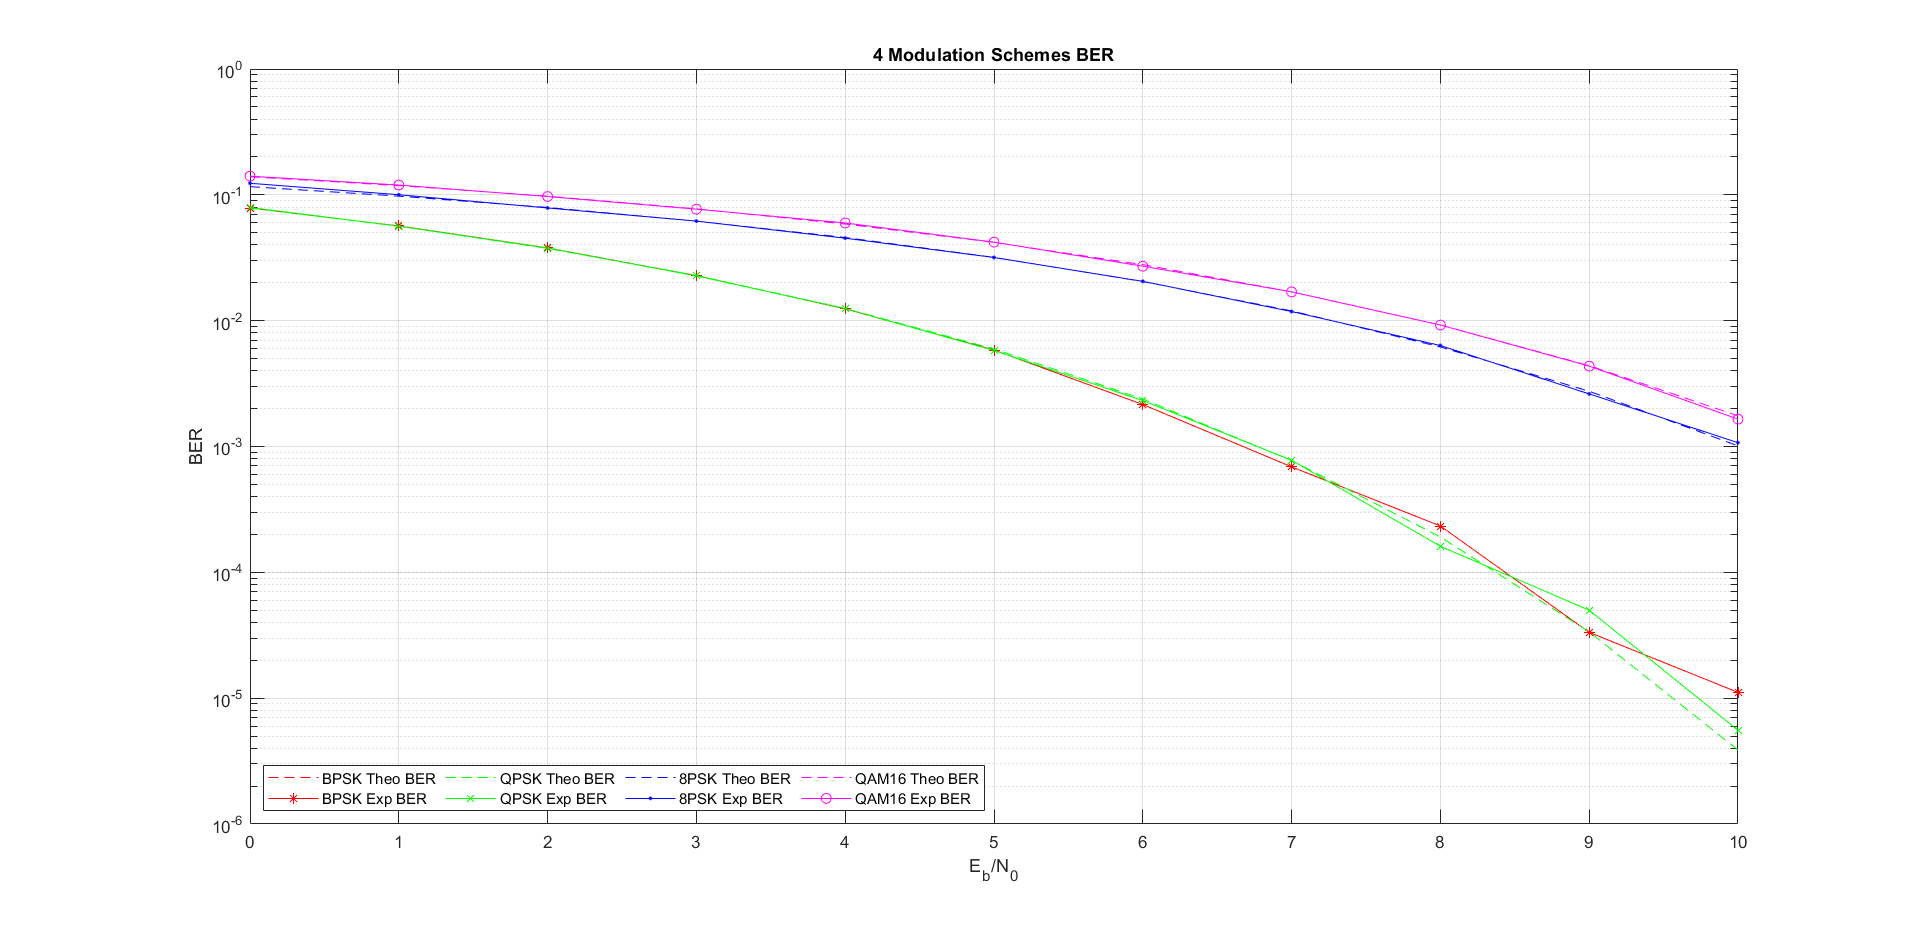 4 Modulation Schemes BER
10^0
10^-1
10^-2
10^-3
10^-4
10^-5
10^-6
BER
BPSK Theo BER QPSK Theo BER 8PSK Theo BER QAM16 Theo BER
BPSK Exp BER QPSK Exp BER 8PSK Exp BER QAM16 Exp BER
0 1 2 3 4 5 6 7 8 9 10
E_b/N_0